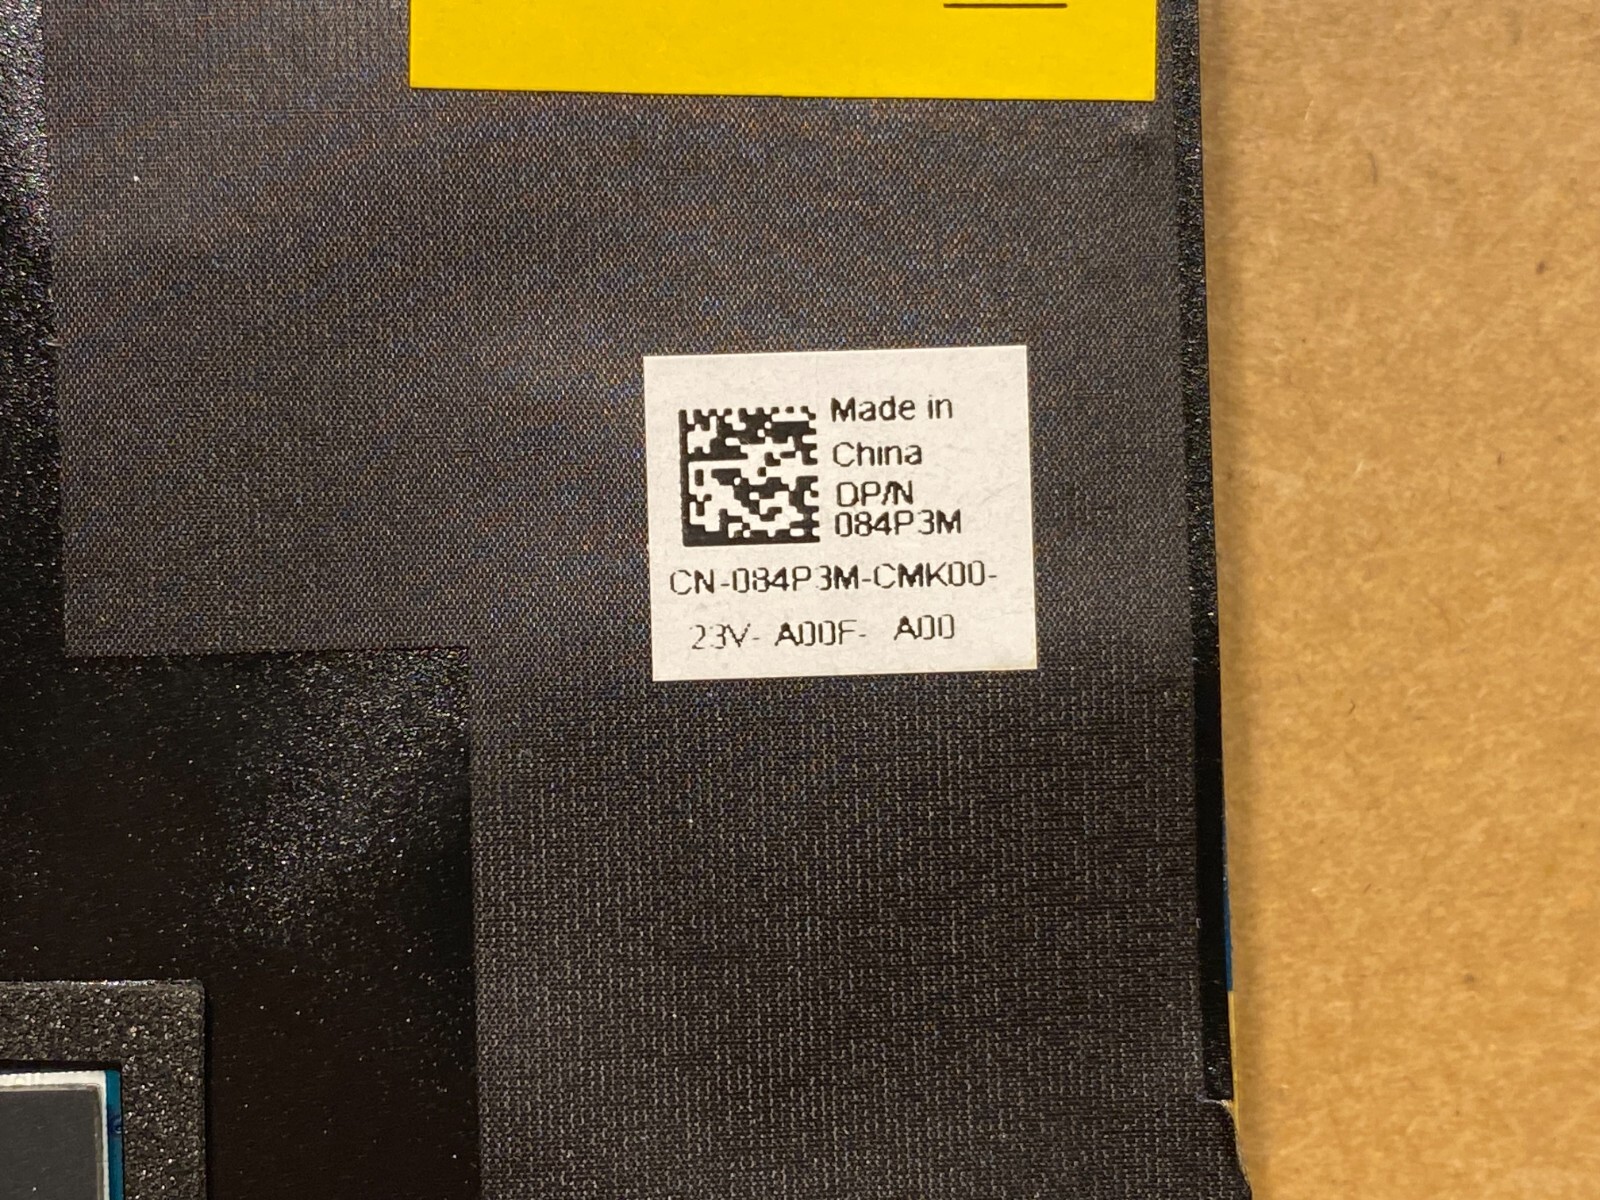 Made in
China
DP/N
084P3M
CN-084P3M-CMK00-
23V- A00F- A00